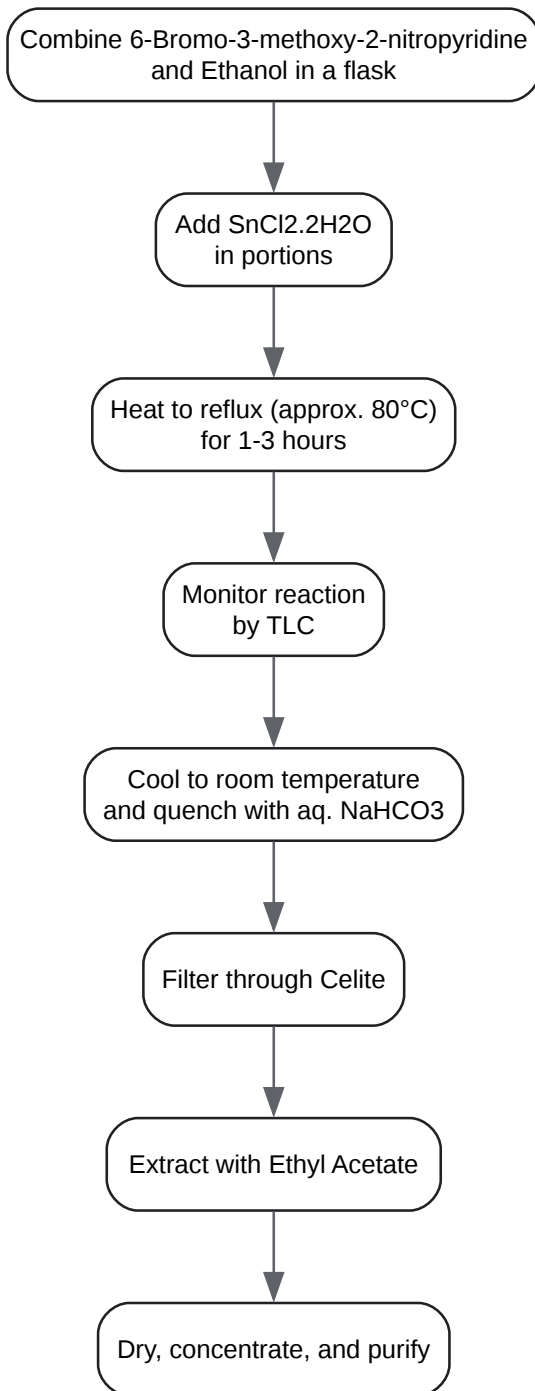 Combine 6-Bromo-3-methoxy-2-nitropyridine
and Ethanol in a flask
Add SnCl2.2H2O
in portions
Heat to reflux (approx. 80°C)
for 1-3 hours
Monitor reaction
by TLC
Cool to room temperature
and quench with aq. NaHCO3
Filter through Celite
Extract with Ethyl Acetate
Dry, concentrate, and purify